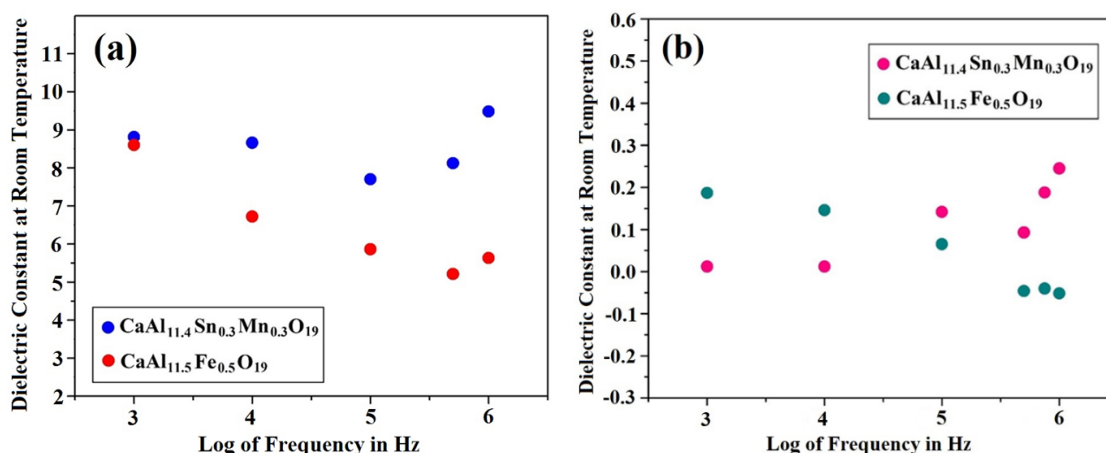 (a)
Dielectric Constant at Room Temperature
11
10
9
8
7
6
5
4
3
2
CaAl11.4Sn0.3Mn0.3O19
CaAl11.5Fe0.5O19
3 4 5 6
Log of Frequency in Hz
(b)
Dielectric Constant at Room Temperature
0.6
0.5
0.4
0.3
0.2
0.1
0.0
-0.1
-0.2
-0.3
CaAl11.4Sn0.3Mn0.3O19
CaAl11.5Fe0.5O19
3 4 5 6
Log of Frequency in Hz